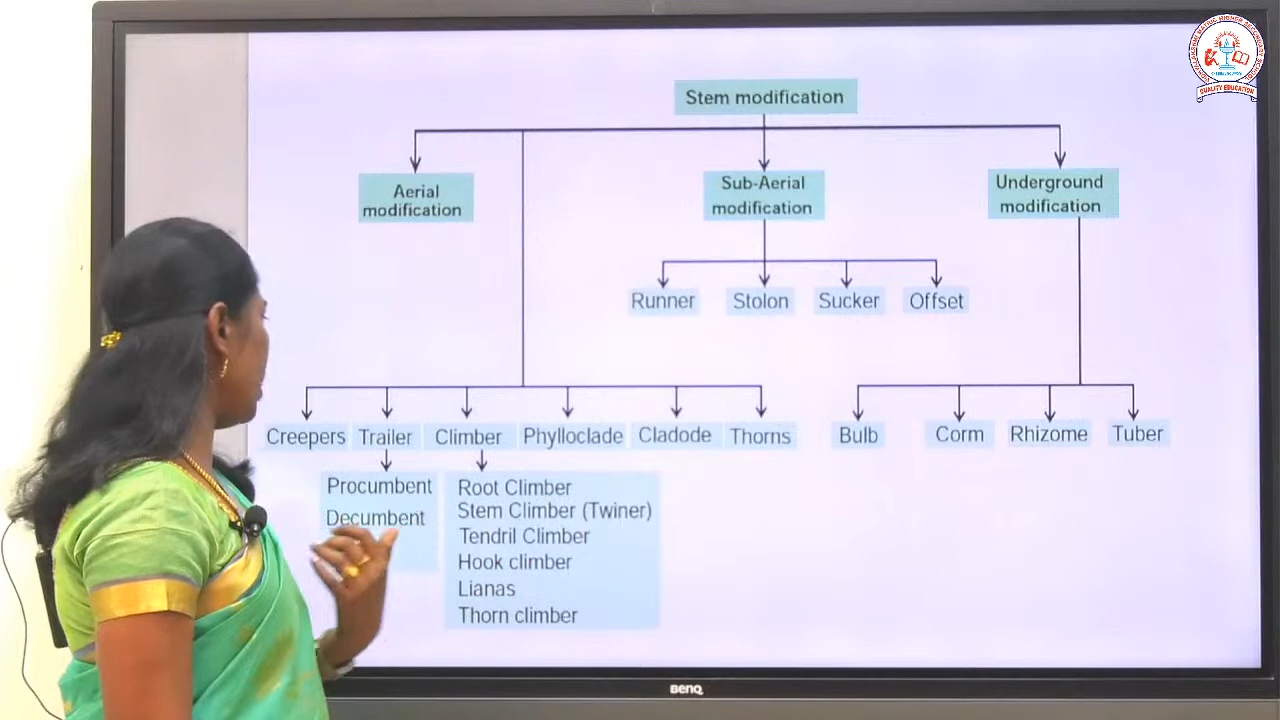 Stem modification
Aerial
modification
Sub-Aerial
modification
Underground
modification
Runner
Stolon
Sucker
Offset
Creepers
Trailer
Climber
Phylloclade
Cladode
Thorns
Bulb
Corm
Rhizome
Tuber
Procumbent
Decumbent
Root Climber
Stem Climber (Twiner)
Tendril Climber
Hook climber
Lianas
Thorn climber
BenQ
QUALITY EDUCATION